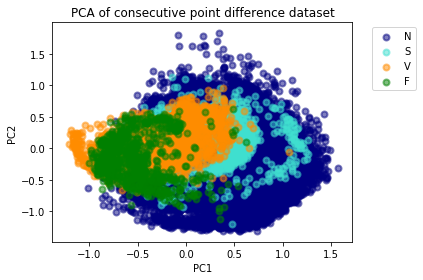 PCA of consecutive point difference dataset
N
S
V
F
PC2
1.5
1.0
0.5
0.0
−0.5
−1.0
−1.0 −0.5 0.0 0.5 1.0 1.5
PC1